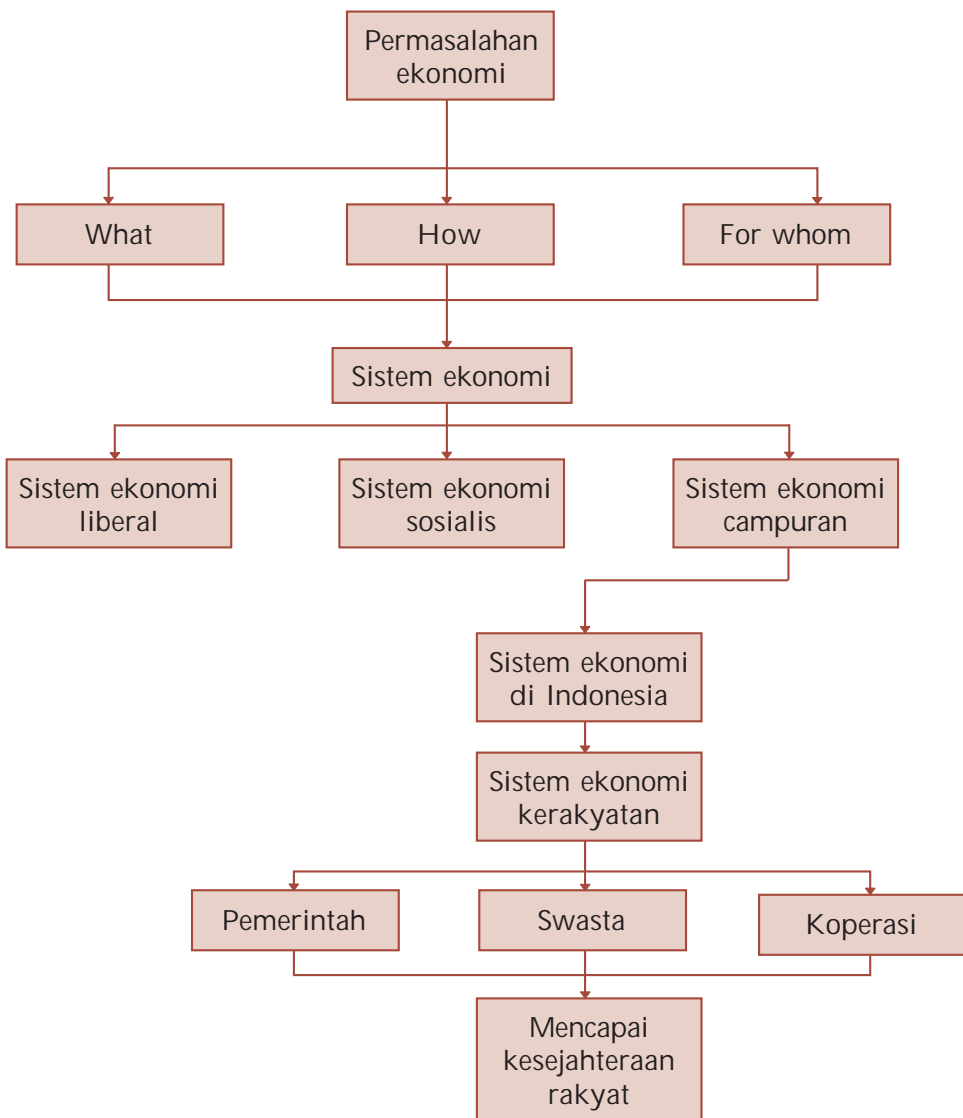 Permasalahan
ekonomi
What
How
For whom
Sistem ekonomi
Sistem ekonomi
liberal
Sistem ekonomi
sosialis
Sistem ekonomi
campuran
Sistem ekonomi
di Indonesia
Sistem ekonomi
kerakyatan
Pemerintah
Swasta
Koperasi
Mencapai
kesejahteraan
rakyat